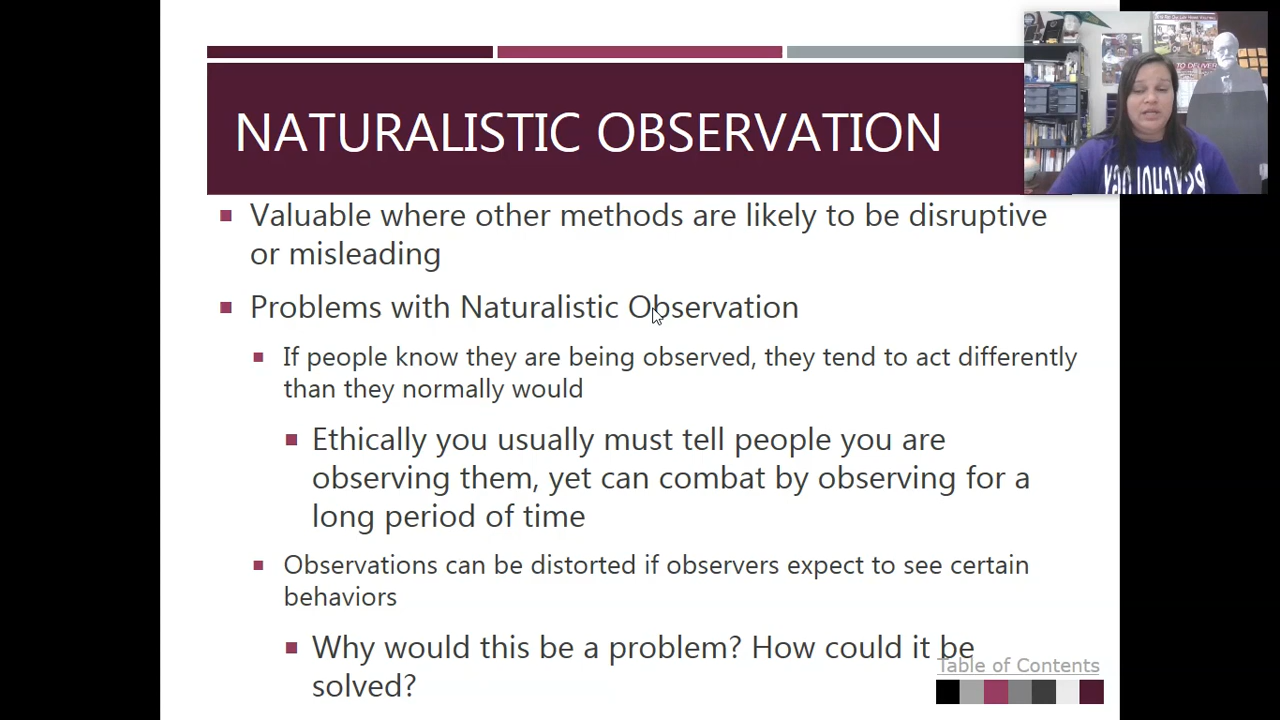 NATURALISTIC OBSERVATION
TO DELIVER
PSYCHOLOGY
Valuable where other methods are likely to be disruptive
or misleading
Problems with Naturalistic Observation
If people know they are being observed, they tend to act differently
than they normally would
Ethically you usually must tell people you are
observing them, yet can combat by observing for a
long period of time
Observations can be distorted if observers expect to see certain
behaviors
Why would this be a problem? How could it be
solved?
Table of Contents